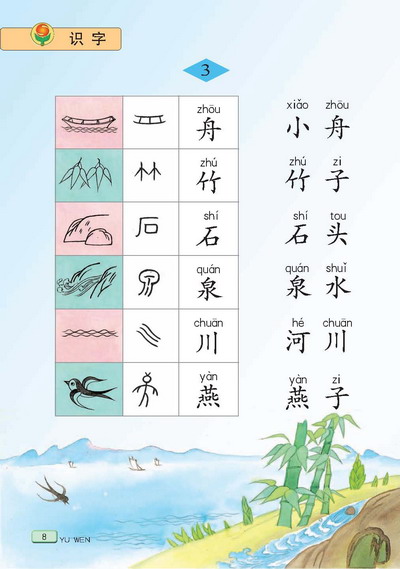 识字
3
zhōu
舟
xiǎo zhōu
小舟
zhú
竹
zhú zi
竹子
shí
石
shí tou
石头
quán
泉
quán shuǐ
泉水
chuān
川
hé chuān
河川
yàn
燕
yàn zi
燕子
8
YU WEN